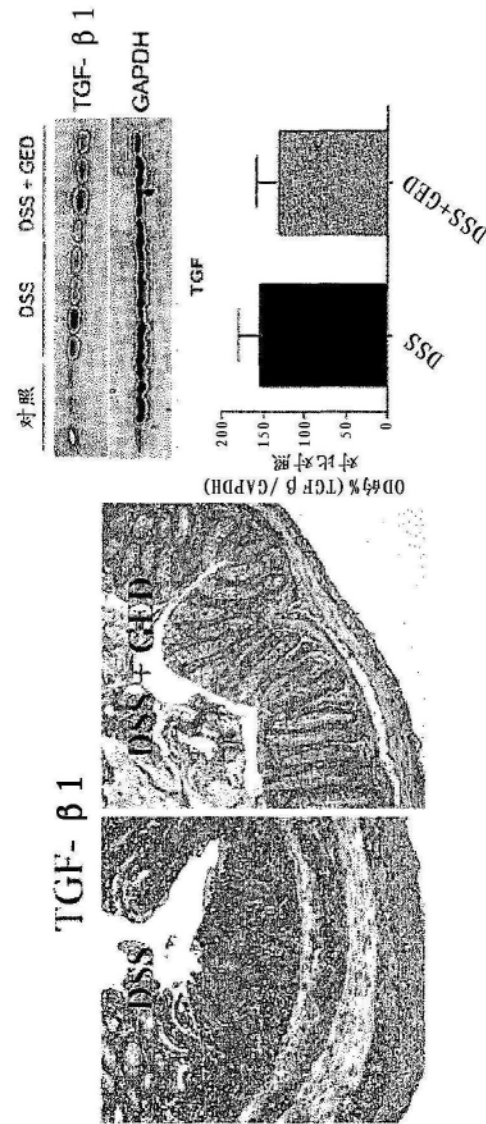 TGF- β 1
DSS
DSS + GED
对照 DSS DSS + GED
TGF- β 1
GAPDH
TGF
OD的% (TGF β / GAPDH)
对比对照
200
150
100
50
0
DSS
DSS+GED